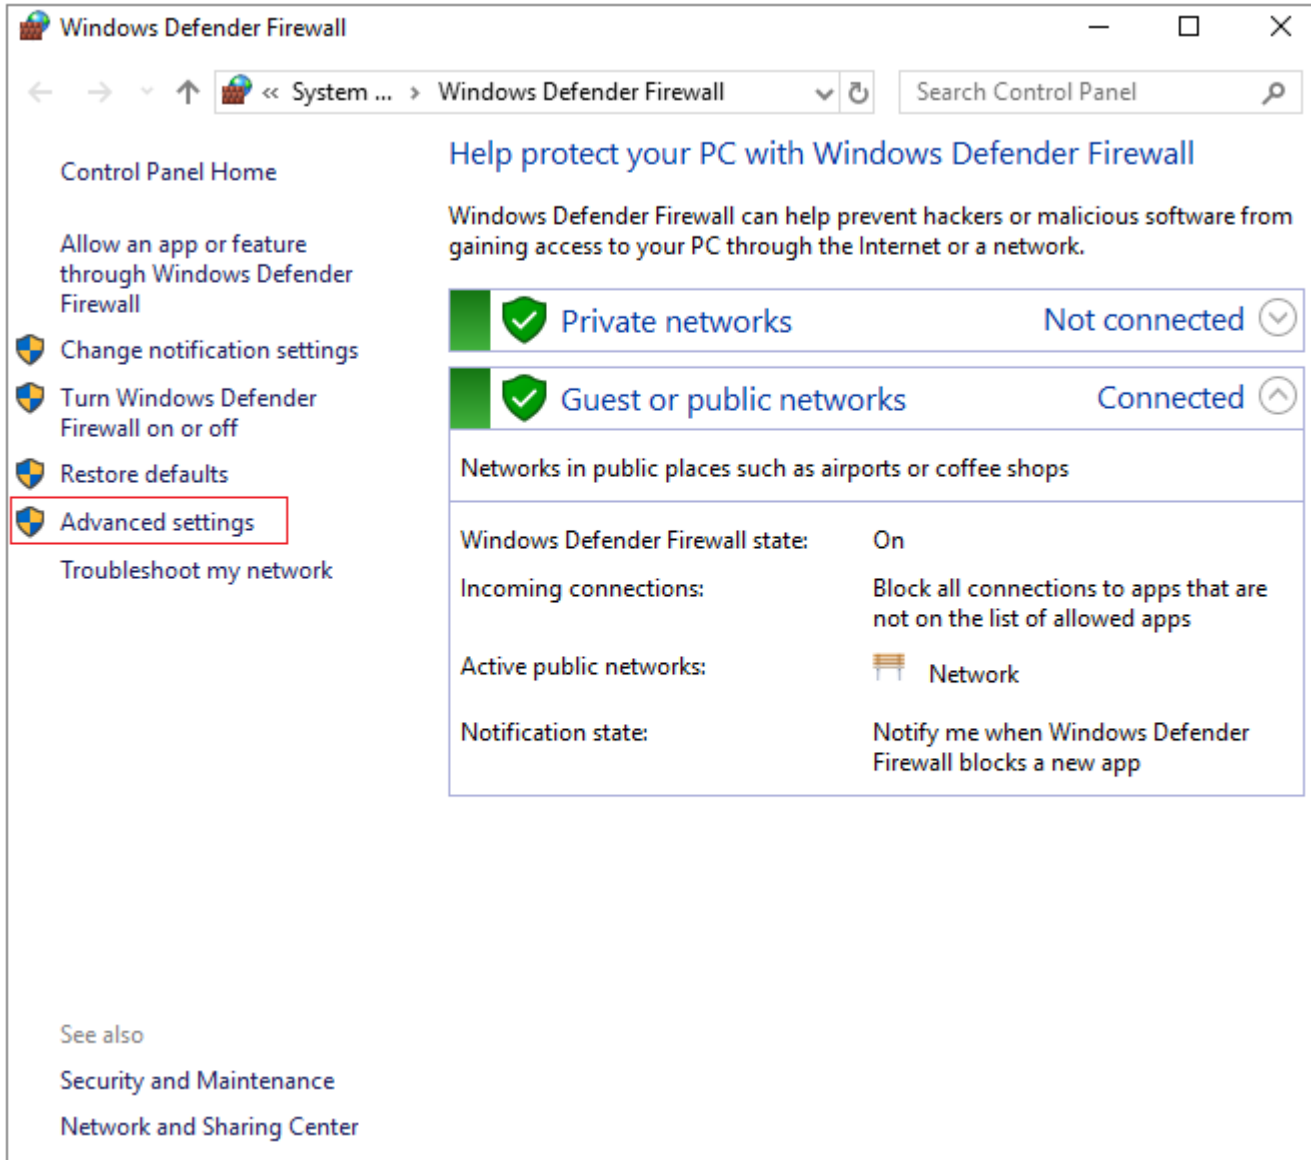 Windows Defender Firewall
« System ... › Windows Defender Firewall
Search Control Panel
Control Panel Home
Allow an app or feature
through Windows Defender
Firewall
Change notification settings
Turn Windows Defender
Firewall on or off
Restore defaults
Advanced settings
Troubleshoot my network
See also
Security and Maintenance
Network and Sharing Center
Help protect your PC with Windows Defender Firewall
Windows Defender Firewall can help prevent hackers or malicious software from
gaining access to your PC through the Internet or a network.
Private networks Not connected
Guest or public networks Connected
Networks in public places such as airports or coffee shops
Windows Defender Firewall state: On
Incoming connections: Block all connections to apps that are
not on the list of allowed apps
Active public networks: Network
Notification state: Notify me when Windows Defender
Firewall blocks a new app